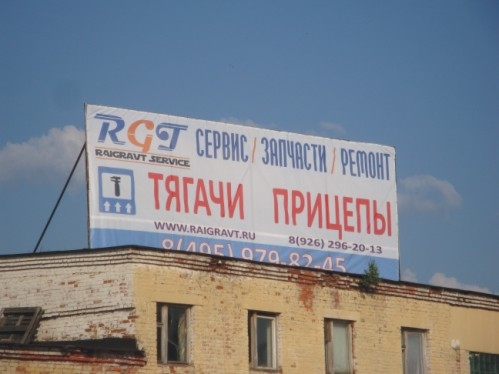 RGT
RAIGRAVT SERVICE
СЕРВИС / ЗАПЧАСТИ / РЕМОНТ
ТЯГАЧИ ПРИЦЕПЫ
WWW.RAIGRAVT.RU
8(926) 296-20-13
8(495) 979-82-45